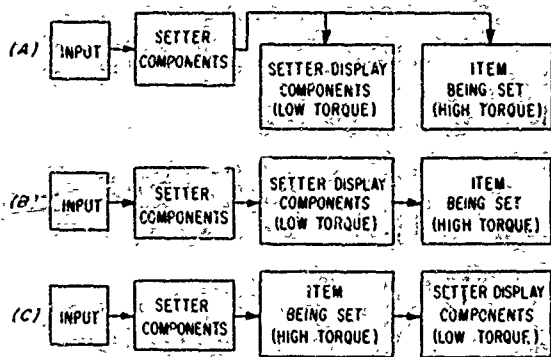 (A)
INPUT
SETTER
COMPONENTS
SETTER DISPLAY
COMPONENTS
(LOW TORQUE)
ITEM
BEING SET
(HIGH TORQUE)
(B)
INPUT
SETTER
COMPONENTS
SETTER DISPLAY
COMPONENTS
(LOW TORQUE)
ITEM
BEING SET
(HIGH TORQUE)
(C)
INPUT
SETTER
COMPONENTS
ITEM
BEING SET
(HIGH TORQUE)
SETTER DISPLAY
COMPONENTS
(LOW TORQUE)